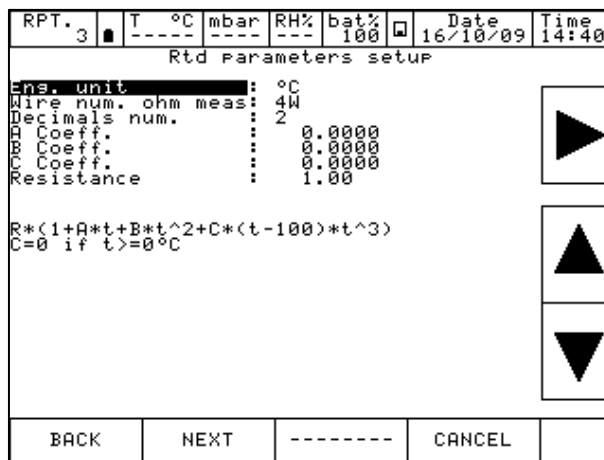 RPT. T °C mbar RH% bat% Date Time
3 ----- ---- --- 100 16/10/09 14:40
Rtd parameters setup
Eng. unit : °C
Wire num. ohm meas: 4W
Decimals num. : 2
A Coeff. : 0.0000
B Coeff. : 0.0000
C Coeff. : 0.0000
Resistance : 1.00
R*(1+A*t+B*t^2+C*(t-100)*t^3)
C=0 if t>=0°C
BACK NEXT -------- CANCEL